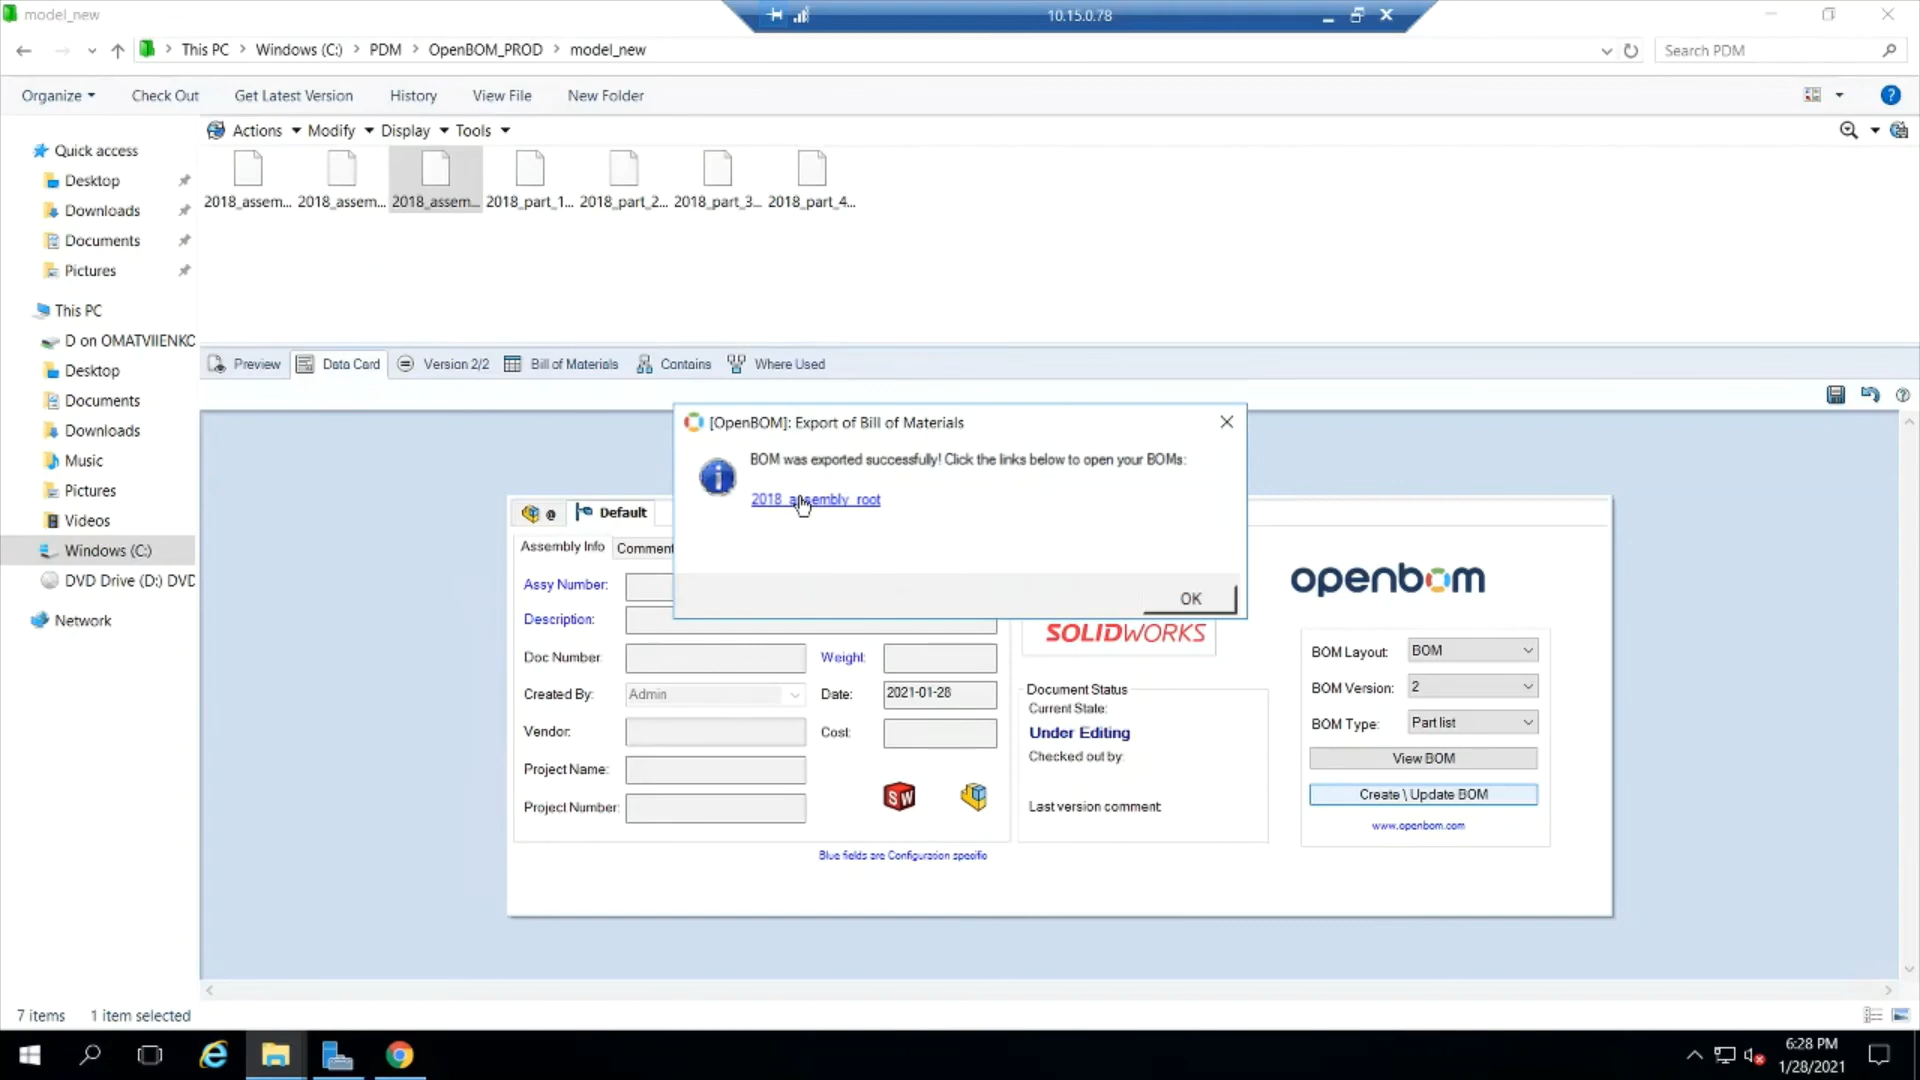 model_new
10.15.0.78
This PC > Windows (C:) > PDM > OpenBOM_PROD > model_new
Search PDM
Organize
Check Out
Get Latest Version
History
View File
New Folder
Actions
Modify
Display
Tools
2018_assem...
2018_assem...
2018_assem...
2018_part_1...
2018_part_2...
2018_part_3...
2018_part_4...
Quick access
Desktop
Downloads
Documents
Pictures
This PC
D on OMATVIIENKO
Desktop
Documents
Downloads
Music
Pictures
Videos
Windows (C:)
DVD Drive (D:) DVD
Network
Preview
Data Card
Version 2/2
Bill of Materials
Contains
Where Used
[OpenBOM]: Export of Bill of Materials
BOM was exported successfully! Click the links below to open your BOMs:
2018_assembly_root
OK
@
Default
Assembly Info
Comment
Assy Number:
Description:
Doc Number
Created By:
Admin
Vendor:
Project Name:
Project Number:
Weight:
Date:
2021-01-28
Cost:
SW
Blue fields are Configuration specific
SOLIDWORKS
Document Status
Current State:
Under Editing
Checked out by:
Last version comment:
openbom
BOM Layout:
BOM
BOM Version:
2
BOM Type:
Part list
View BOM
Create \ Update BOM
www.openbom.com
7 items
1 item selected
6:28 PM
1/28/2021